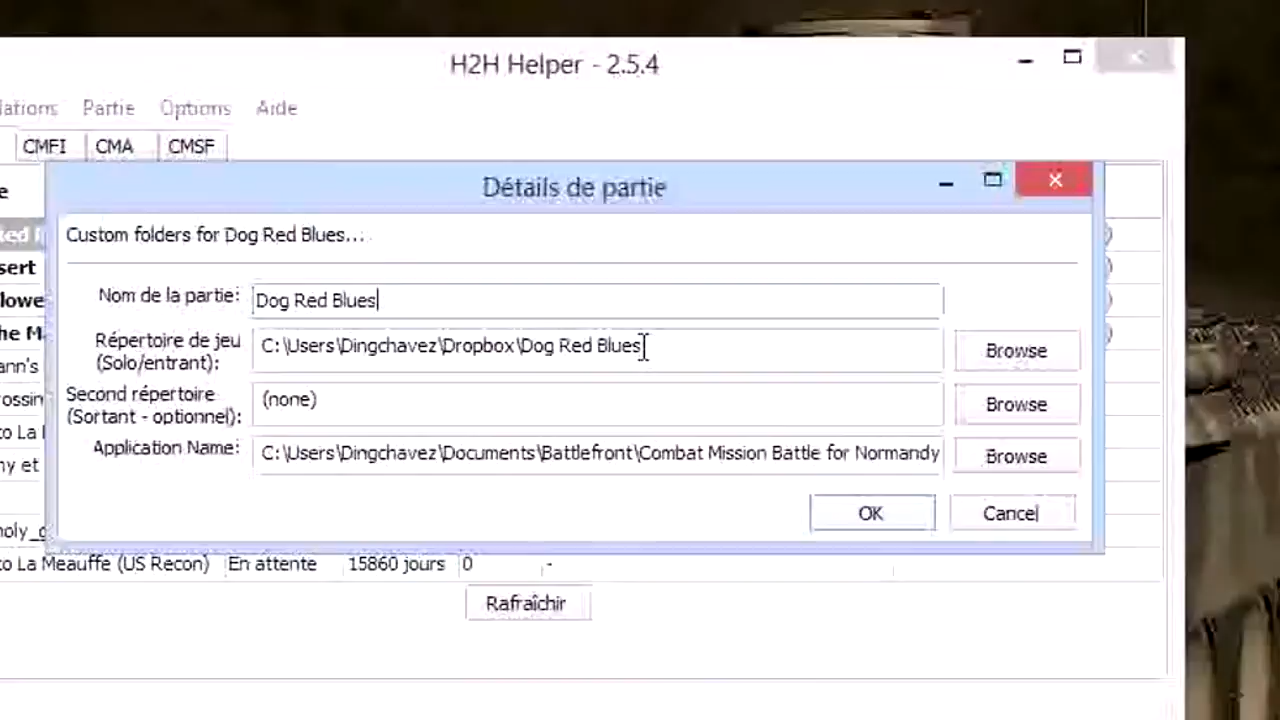 H2H Helper - 2.5.4
Partie Options Aide
CMFI CMA CMSF
Détails de partie
Custom folders for Dog Red Blues...
Nom de la partie: Dog Red Blues
Répertoire de jeu
(Solo/entrant): C:\Users\Dingchavez\Dropbox\Dog Red Blues Browse
Second répertoire
(Sortant - optionnel): (none) Browse
Application Name: C:\Users\Dingchavez\Documents\Battlefront\Combat Mission Battle for Normandy Browse
OK Cancel
to La Meauffe (US Recon) En attente 15860 jours 0 -
Rafraîchir